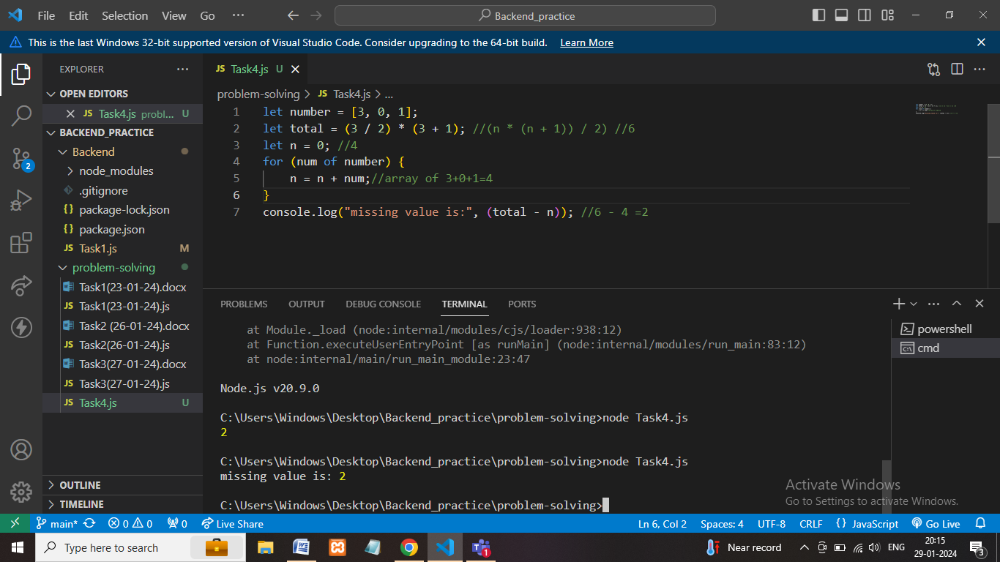 File Edit Selection View Go ··· Backend_practice
This is the last Windows 32-bit supported version of Visual Studio Code. Consider upgrading to the 64-bit build. Learn More
EXPLORER ···
OPEN EDITORS
JS Task4.js probl... U
BACKEND_PRACTICE
Backend
node_modules
.gitignore
{} package-lock.json
{} package.json
JS Task1.js M
problem-solving
Task1(23-01-24).docx
JS Task1(23-01-24).js
Task2 (26-01-24).docx
JS Task2(26-01-24).js
Task3(27-01-24).docx
JS Task3(27-01-24).js
JS Task4.js U
OUTLINE
TIMELINE
2
JS Task4.js U
problem-solving > JS Task4.js > ...
1 let number = [3, 0, 1];
2 let total = (3 / 2) * (3 + 1); //(n * (n + 1)) / 2) //6
3 let n = 0; //4
4 for (num of number) {
5 n = n + num;//array of 3+0+1=4
6 }
7 console.log("missing value is:", (total - n)); //6 - 4 =2
PROBLEMS OUTPUT DEBUG CONSOLE TERMINAL PORTS
at Module._load (node:internal/modules/cjs/loader:938:12)
at Function.executeUserEntryPoint [as runMain] (node:internal/modules/run_main:83:12)
at node:internal/main/run_main_module:23:47
Node.js v20.9.0
C:\Users\Windows\Desktop\Backend_practice\problem-solving>node Task4.js
2
C:\Users\Windows\Desktop\Backend_practice\problem-solving>node Task4.js
missing value is: 2
C:\Users\Windows\Desktop\Backend_practice\problem-solving>
powershell
cmd
Activate Windows
Go to Settings to activate Windows.
main* 0 0 0 Live Share Ln 6, Col 2 Spaces: 4 UTF-8 CRLF {} JavaScript Go Live
Type here to search 1 Near record ENG 20:15
29-01-2024 3